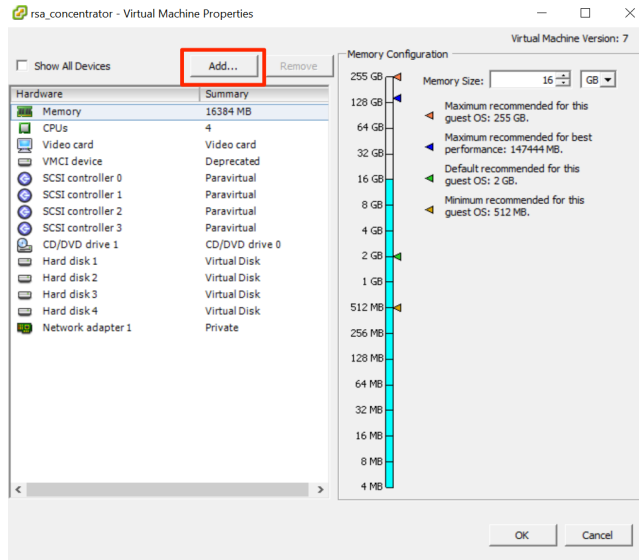 rsa_concentrator - Virtual Machine Properties
Virtual Machine Version: 7
Show All Devices
Add...
Remove
Hardware Summary
Memory 16384 MB
CPUs 4
Video card Video card
VMCI device Deprecated
SCSI controller 0 Paravirtual
SCSI controller 1 Paravirtual
SCSI controller 2 Paravirtual
SCSI controller 3 Paravirtual
CD/DVD drive 1 CD/DVD drive 0
Hard disk 1 Virtual Disk
Hard disk 2 Virtual Disk
Hard disk 3 Virtual Disk
Hard disk 4 Virtual Disk
Network adapter 1 Private
Memory Configuration
255 GB
128 GB
64 GB
32 GB
16 GB
8 GB
4 GB
2 GB
1 GB
512 MB
256 MB
128 MB
64 MB
32 MB
16 MB
8 MB
4 MB
Memory Size: 16 GB
Maximum recommended for this
guest OS: 255 GB.
Maximum recommended for best
performance: 147444 MB.
Default recommended for this
guest OS: 2 GB.
Minimum recommended for this
guest OS: 512 MB.
OK
Cancel